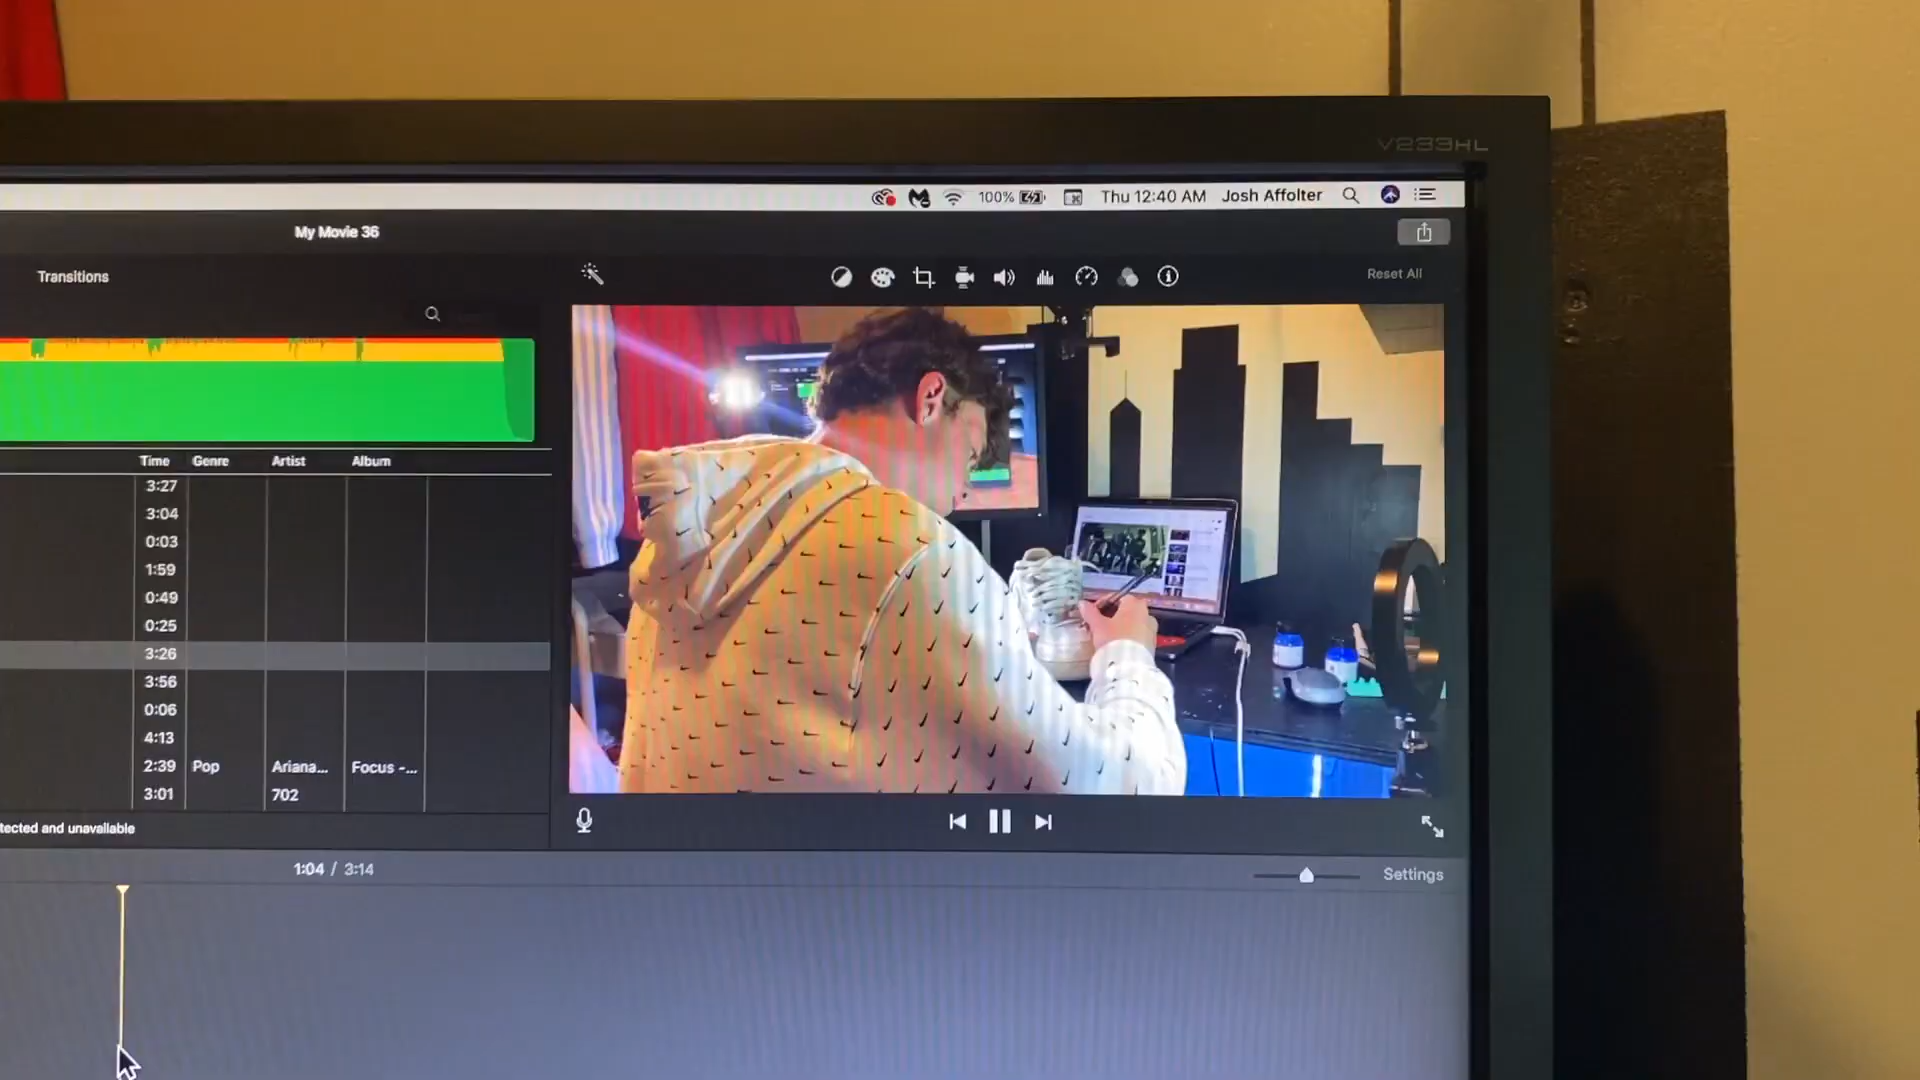 V233HL
100% Thu 12:40 AM Josh Affolter
My Movie 36
Transitions
Reset All
Time Genre Artist Album
3:27
3:04
0:03
1:59
0:49
0:25
3:26
3:56
0:06
4:13
2:39 Pop Ariana... Focus -...
3:01 702
tected and unavailable
1:04 / 3:14
Settings